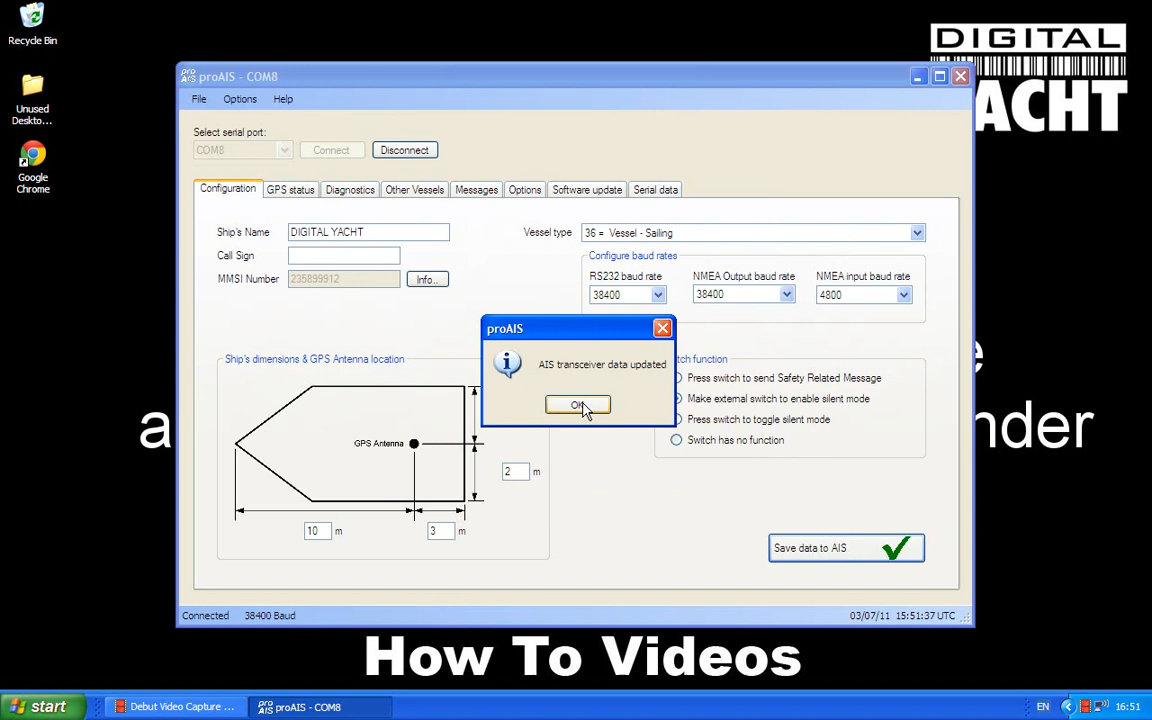 Recycle Bin
Unused
Deskto...
Google
Chrome
DIGITAL
YACHT
pro
AIS
proAIS - COM8
File Options Help
Select serial port:
COM8 Connect Disconnect
Configuration GPS status Diagnostics Other Vessels Messages Options Software update Serial data
Ship's Name DIGITAL YACHT Vessel type 36 = Vessel - Sailing
Call Sign
MMSI Number 235899912 Info..
Configure baud rates
RS232 baud rate NMEA Output baud rate NMEA input baud rate
38400 38400 4800
proAIS
AIS transceiver data updated
OK
Ship's dimensions & GPS Antenna location
GPS Antenna
2 m
10 m 3 m
tch function
Press switch to send Safety Related Message
Make external switch to enable silent mode
Press switch to toggle silent mode
Switch has no function
Save data to AIS
Connected 38400 Baud 03/07/11 15:51:37 UTC
a
e
nder
How To Videos
start Debut Video Capture ... pro AIS proAIS - COM8 EN 16:51